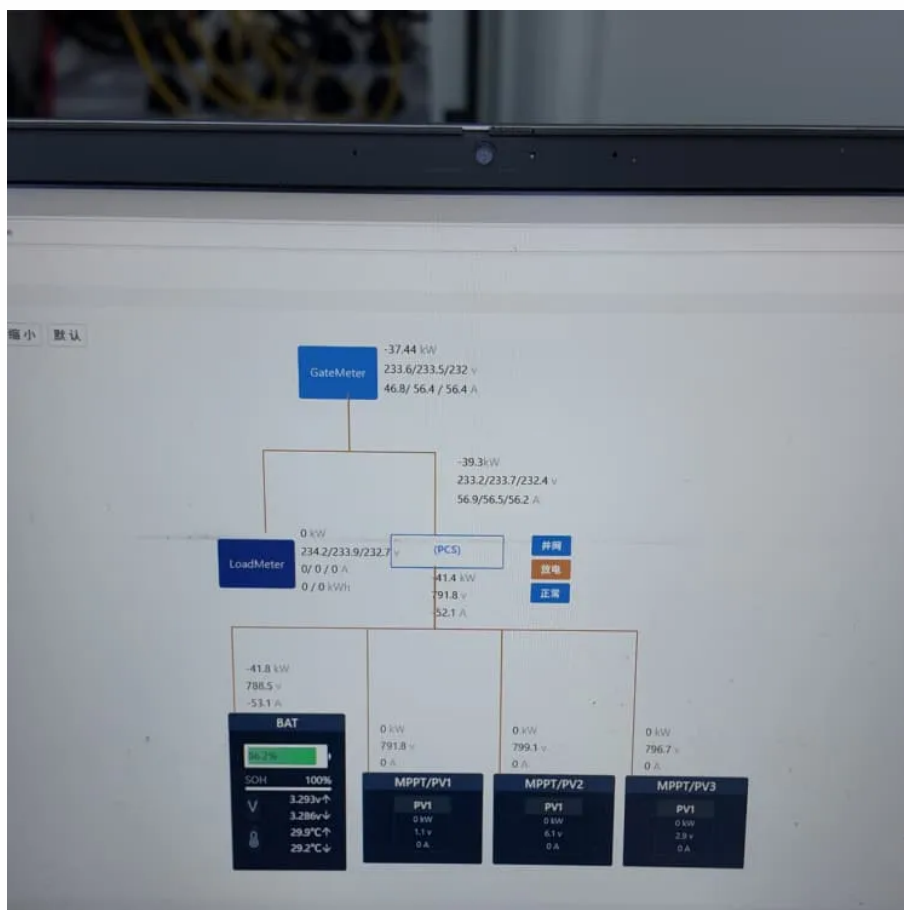 缩小 默认
-37.44 kW
GateMeter
233.6/233.5/232 v
46.8/ 56.4 / 56.4 A
-39.3kW
233.2/233.7/232.4 v
56.9/56.5/56.2 A
0 kW
234.2/233.9/232.7 v
LoadMeter
0/ 0 / 0 A
0 / 0 kWh
(PCS)
并网
放电
正常
-41.4 kW
791.8 v
-52.1 A
-41.8 kW
788.5 v
-53.1 A
BAT
86.2%
SOH 100%
V
3.293v↑
3.286v↓
29.9℃↑
29.2℃↓
0 kW
791.8 v
0 A
MPPT/PV1
PV1
0 kW
1.1 v
0 A
0 kW
799.1 v
0 A
MPPT/PV2
PV1
0 kW
6.1 v
0 A
0 kW
796.7 v
0 A
MPPT/PV3
PV1
0 kW
2.9 v
0 A